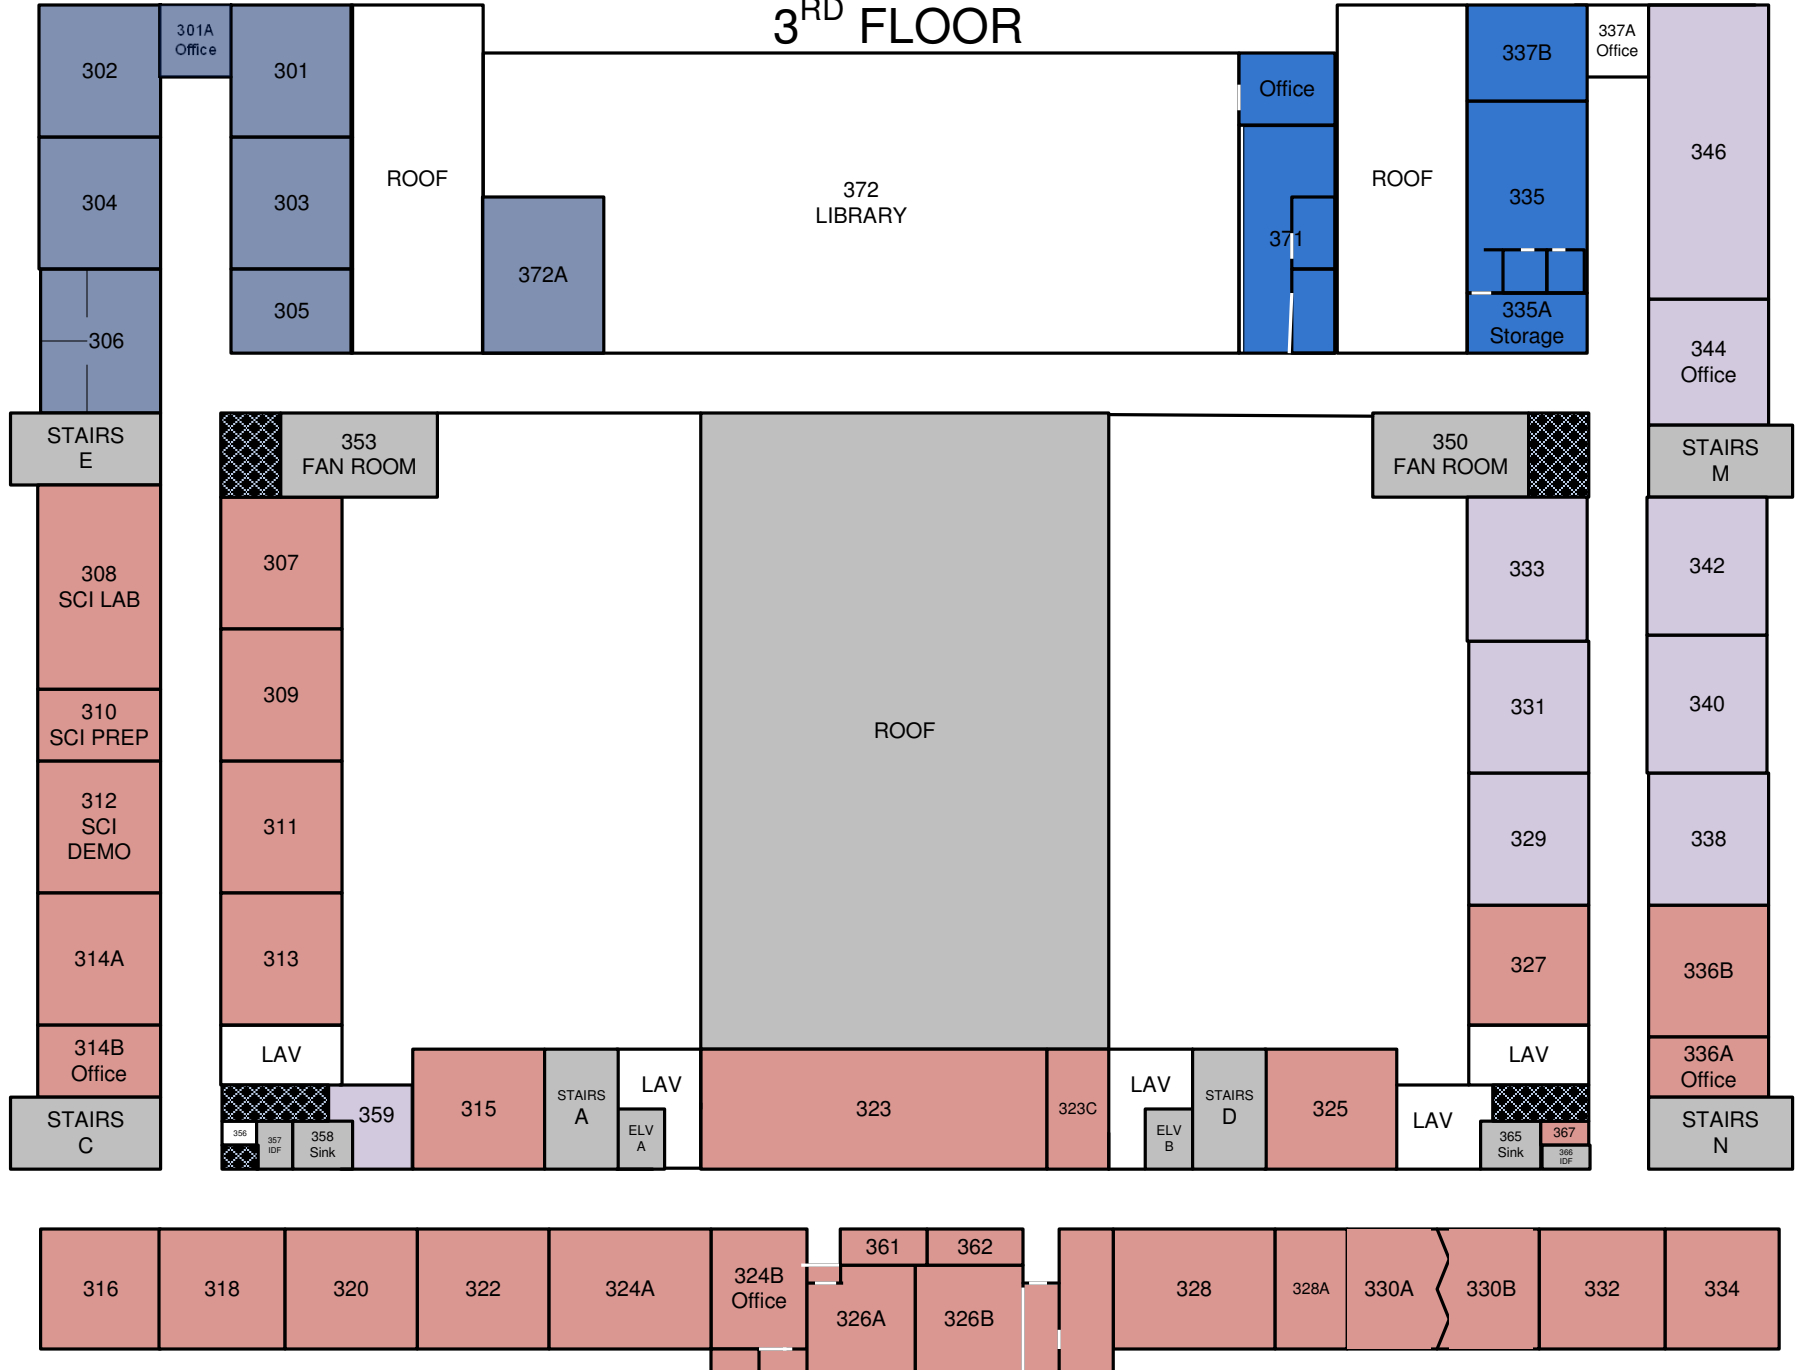 3RD FLOOR
302
301A
Office
301
ROOF
304
303
306
305
372A
372
LIBRARY
Office
371
ROOF
337B
337A
Office
335
335A
Storage
346
344
Office
STAIRS
E
353
FAN ROOM
350
FAN ROOM
STAIRS
M
308
SCI LAB
307
333
342
310
SCI PREP
309
ROOF
331
340
312
SCI
DEMO
311
329
338
314A
313
327
336B
314B
Office
LAV
LAV
336A
Office
STAIRS
C
356
357
IDF
358
Sink
359
315
STAIRS
A
LAV
ELV
A
323
323C
LAV
ELV
B
STAIRS
D
325
LAV
365
Sink
367
366
IDF
STAIRS
N
316
318
320
322
324A
324B
Office
361
362
326A
326B
328
328A
330A
330B
332
334